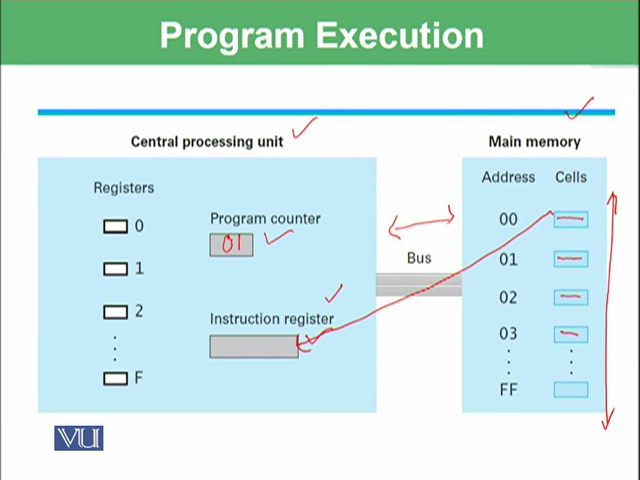 Program Execution
Central processing unit
Main memory
Registers
Address Cells
0
Program counter
00
01
Bus
1
01
2
Instruction register
02
03
F
FF
VU